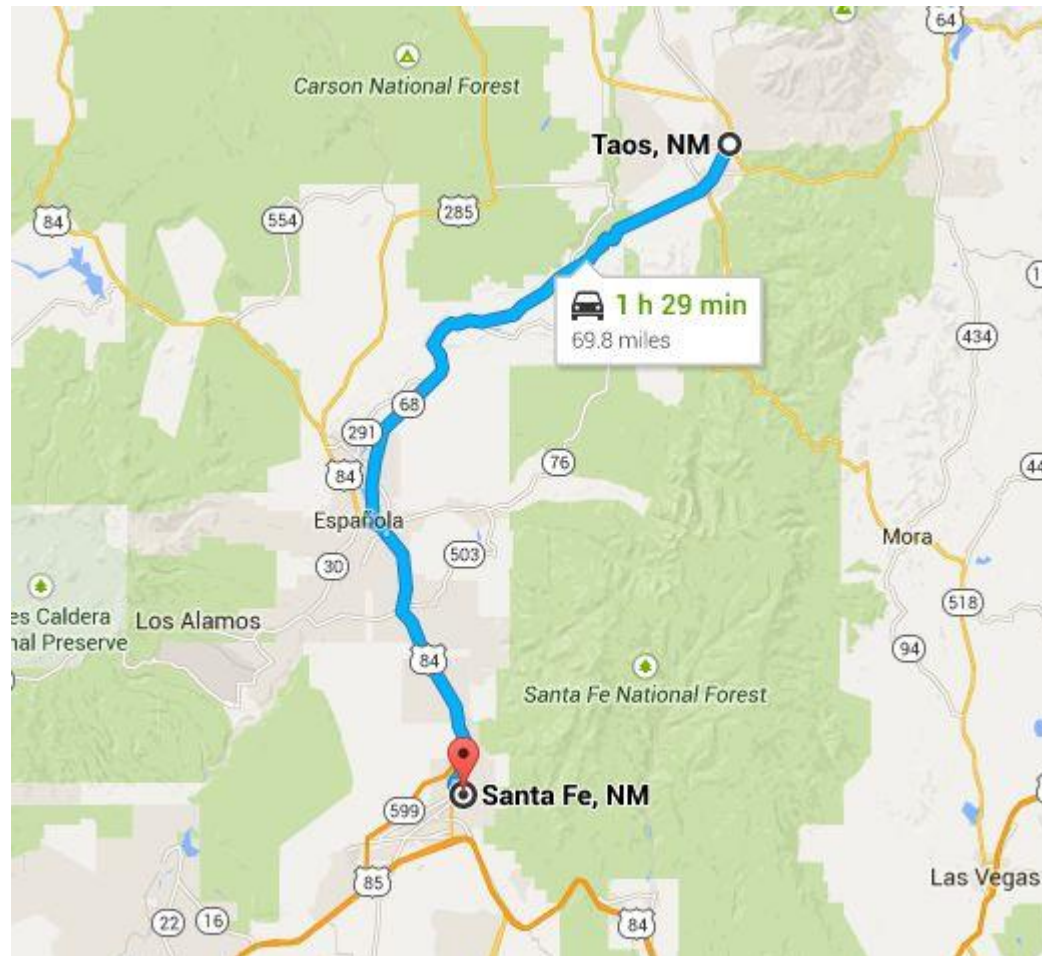 64
Carson National Forest
Taos, NM
84
554
285
1 h 29 min
69.8 miles
434
68
291
84
76
44
Española
Mora
503
30
518
es Caldera
nal Preserve
Los Alamos
94
84
Santa Fe National Forest
Santa Fe, NM
599
85
Las Vegas
22
16
84